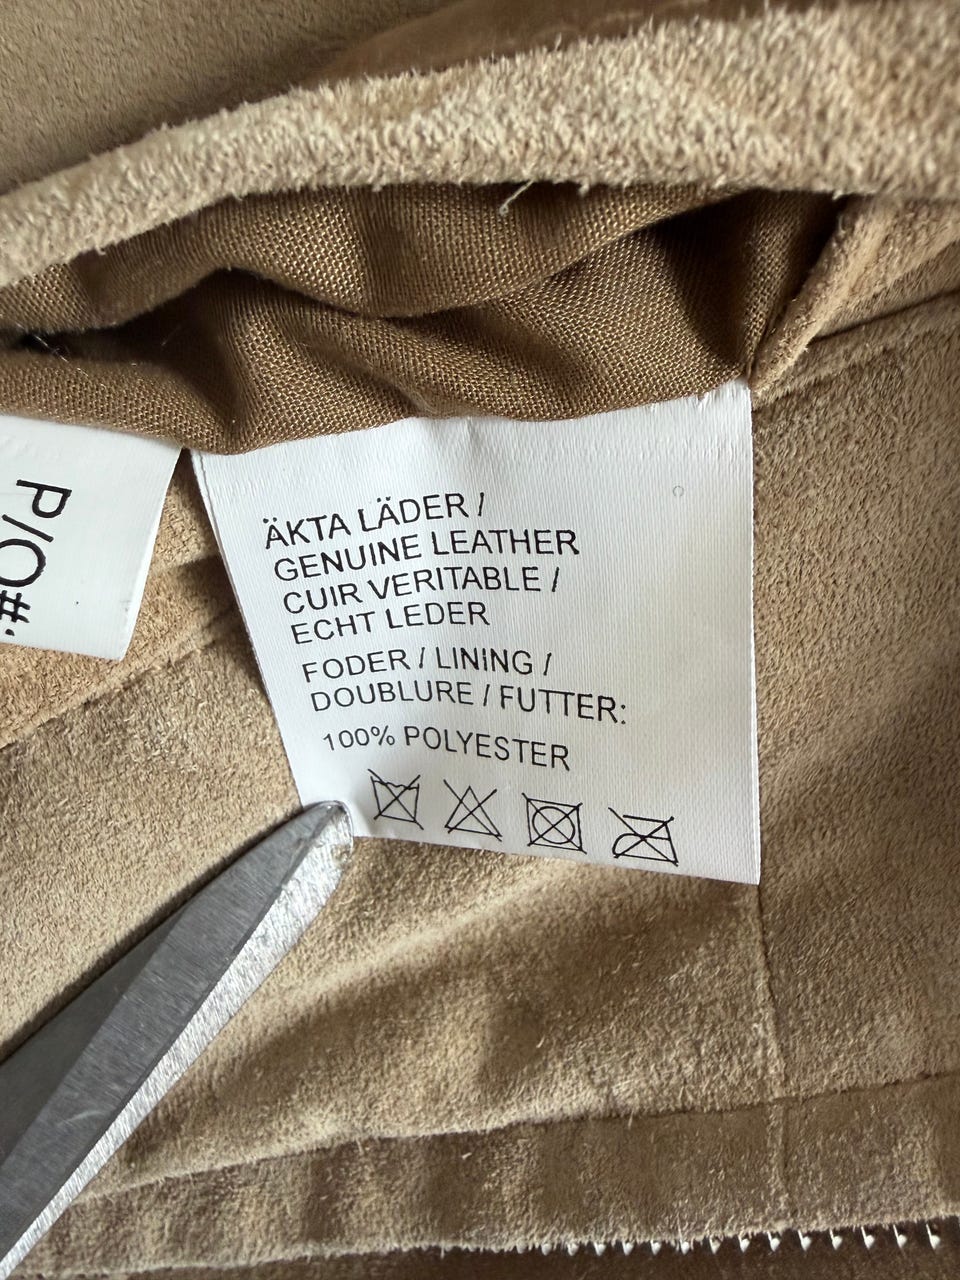 P/O#:
ÄKTA LÄDER /
GENUINE LEATHER
CUIR VERITABLE /
ECHT LEDER
FODER / LINING /
DOUBLURE / FUTTER:
100% POLYESTER